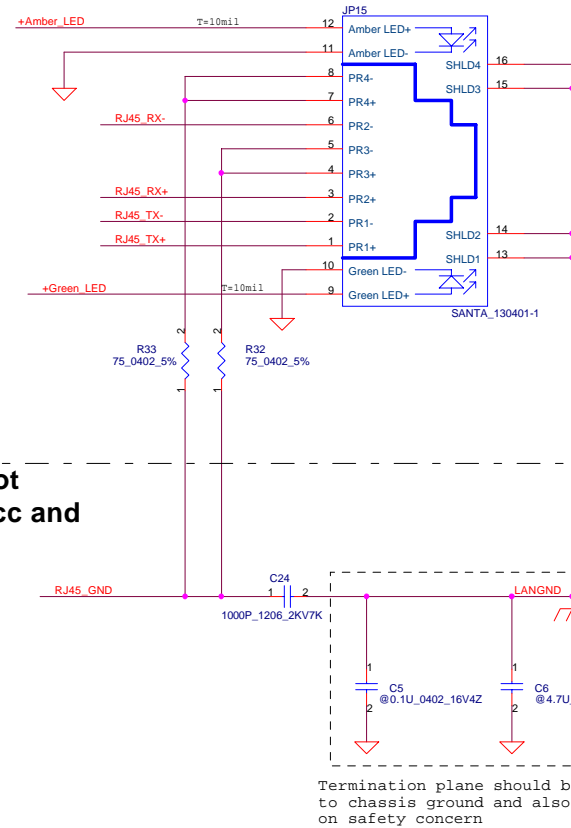 JP15
+Amber_LED
T=10mil
12
Amber LED+
11
Amber LED-
SHLD4
16
8
PR4-
SHLD3
15
7
PR4+
RJ45_RX-
6
PR2-
5
PR3-
4
PR3+
RJ45_RX+
3
PR2+
RJ45_TX-
2
PR1-
SHLD2
14
RJ45_TX+
1
PR1+
SHLD1
13
10
Green LED-
+Green_LED
T=10mil
9
Green LED+
SANTA_130401-1
2
2
R33
75_0402_5%
R32
75_0402_5%
1
1
ot
cc and
RJ45_GND
C24
1
2
1000P_1206_2KV7K
LANGND
1
1
C5
@0.1U_0402_16V4Z
C6
@4.7U
2
2
Termination plane should b
to chassis ground and also
on safety concern